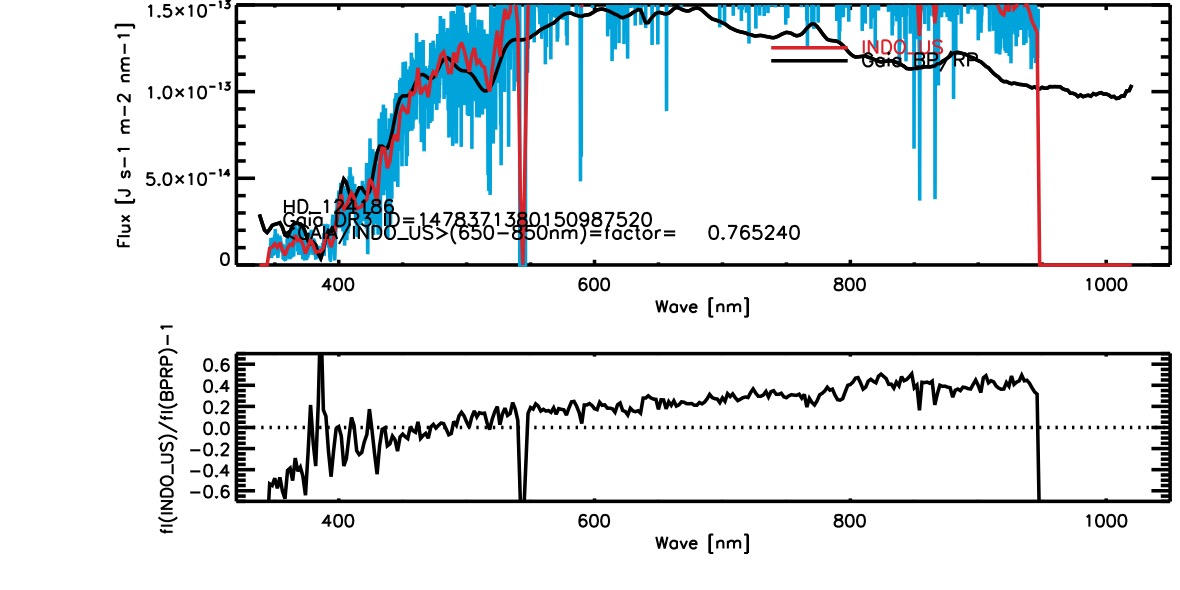 1.5×10−13
INDO_US
Gaia BP/RP
1.0×10−13
5.0×10−14
Flux [J s−1 m−2 nm−1]
HD_124186
Gaia DR3 ID=1478371380150987520
<GAIA/INDO_US>(650−850nm)=factor= 0.765240
0
400 600 800 1000
Wave [nm]
fl(INDO_US)/fl(BPRP)−1
0.6
0.4
0.2
0.0
−0.2
−0.4
−0.6
400 600 800 1000
Wave [nm]